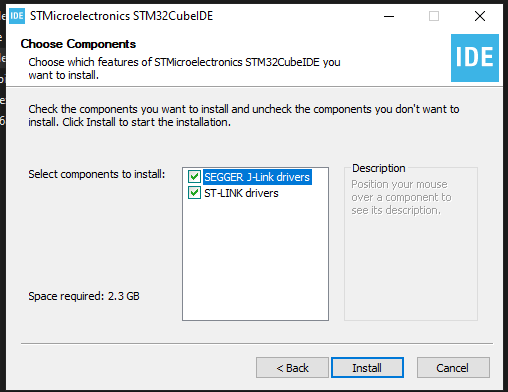 IDE STMicroelectronics STM32CubeIDE
Choose Components
Choose which features of STMicroelectronics STM32CubeIDE you
want to install.
IDE
Check the components you want to install and uncheck the components you don't want to
install. Click Install to start the installation.
Select components to install:
SEGGER J-Link drivers
ST-LINK drivers
Description
Position your mouse
over a component to
see its description.
Space required: 2.3 GB
< Back
Install
Cancel